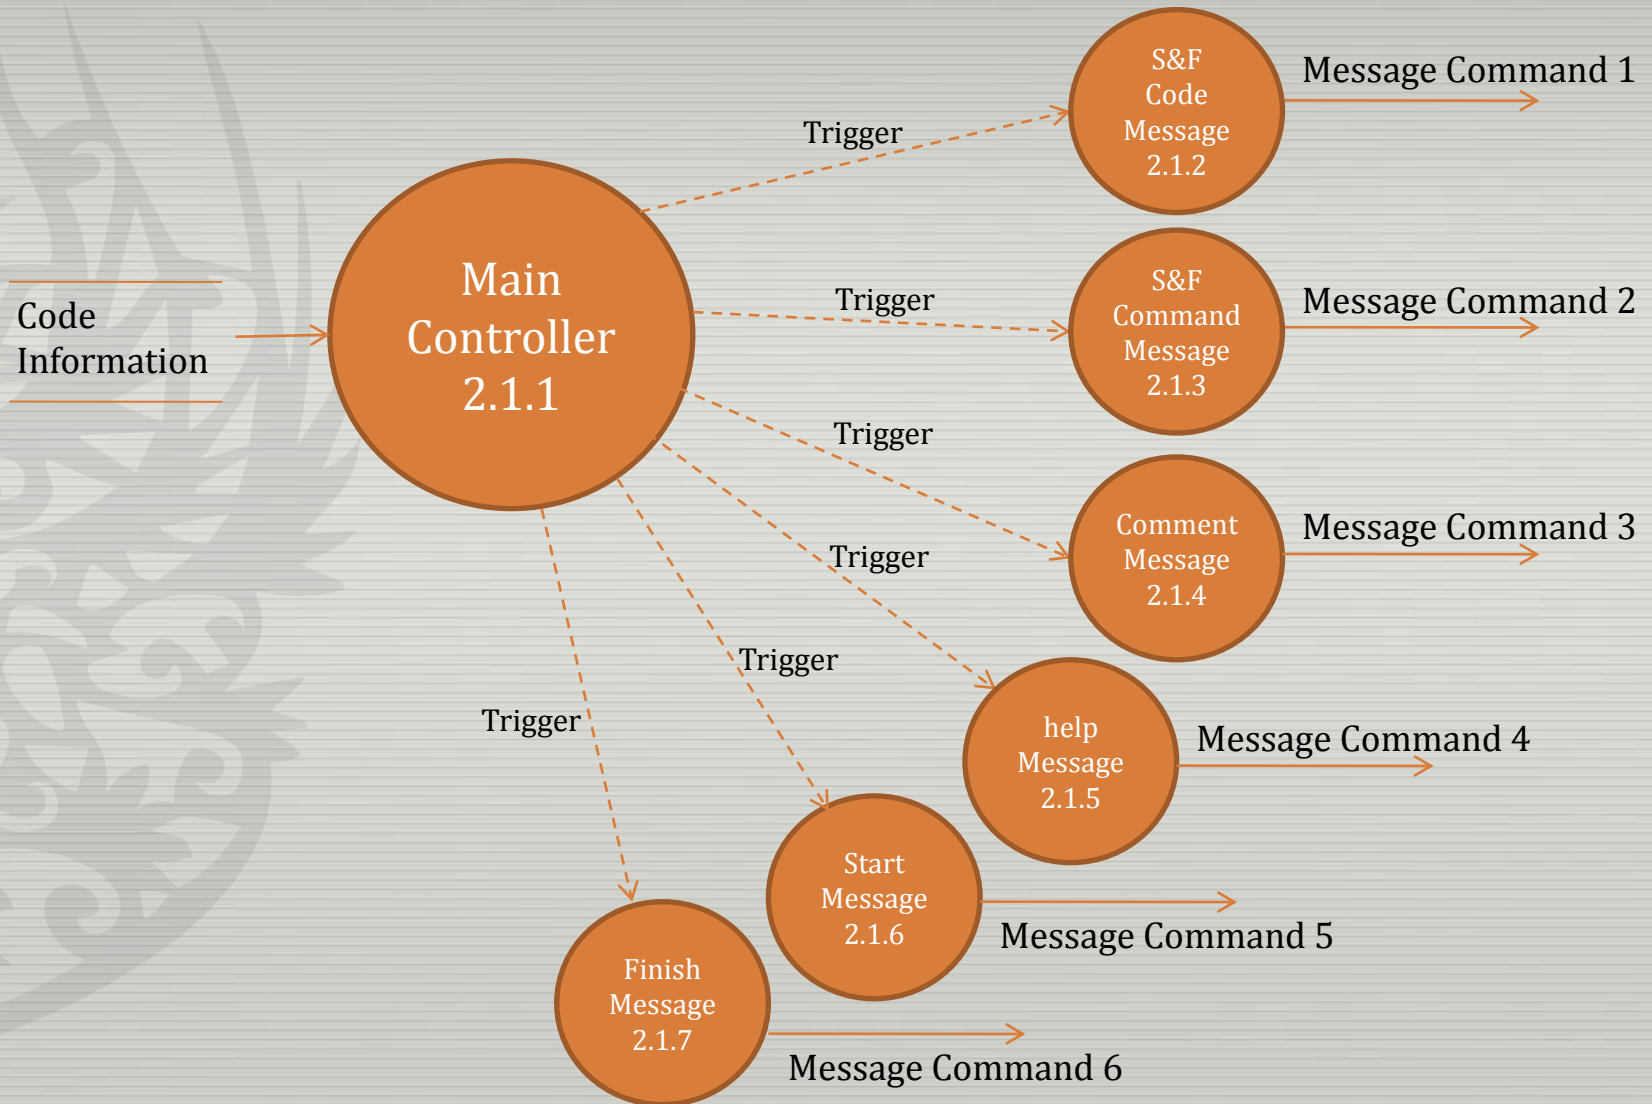 S&F
Code
Message
2.1.2
Message Command 1
Trigger
Main
Controller
2.1.1
Code
Information
Trigger
S&F
Command
Message
2.1.3
Message Command 2
Trigger
Comment
Message
2.1.4
Message Command 3
Trigger
help
Message
2.1.5
Message Command 4
Trigger
Start
Message
2.1.6
Message Command 5
Trigger
Finish
Message
2.1.7
Message Command 6